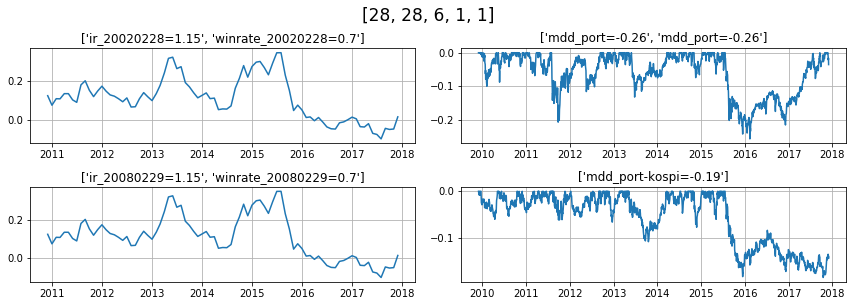 [28, 28, 6, 1, 1]
['ir_20020228=1.15', 'winrate_20020228=0.7']
0.2
0.0
2011 2012 2013 2014 2015 2016 2017 2018
['mdd_port=-0.26', 'mdd_port=-0.26']
0.0
−0.1
−0.2
2010 2011 2012 2013 2014 2015 2016 2017 2018
['ir_20080229=1.15', 'winrate_20080229=0.7']
0.2
0.0
2011 2012 2013 2014 2015 2016 2017 2018
['mdd_port-kospi=-0.19']
0.0
−0.1
2010 2011 2012 2013 2014 2015 2016 2017 2018